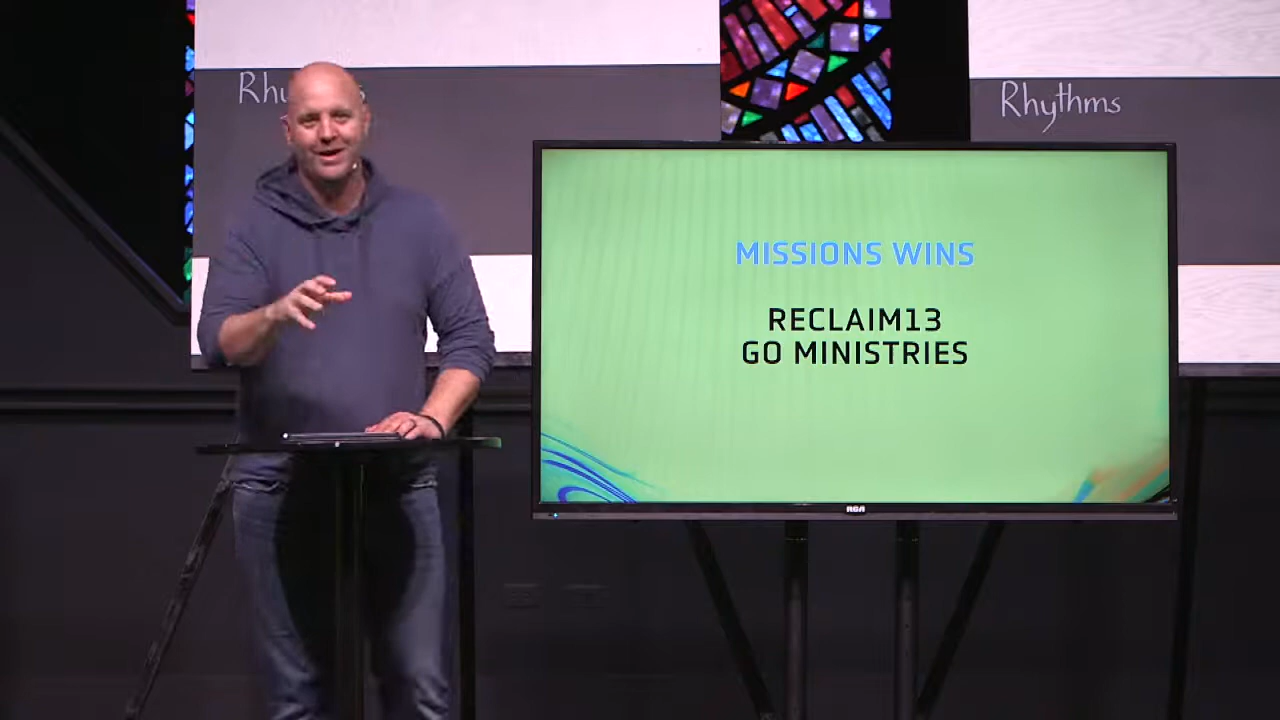 Rhythms
MISSIONS WINS
RECLAIM13
GO MINISTRIES
RCA